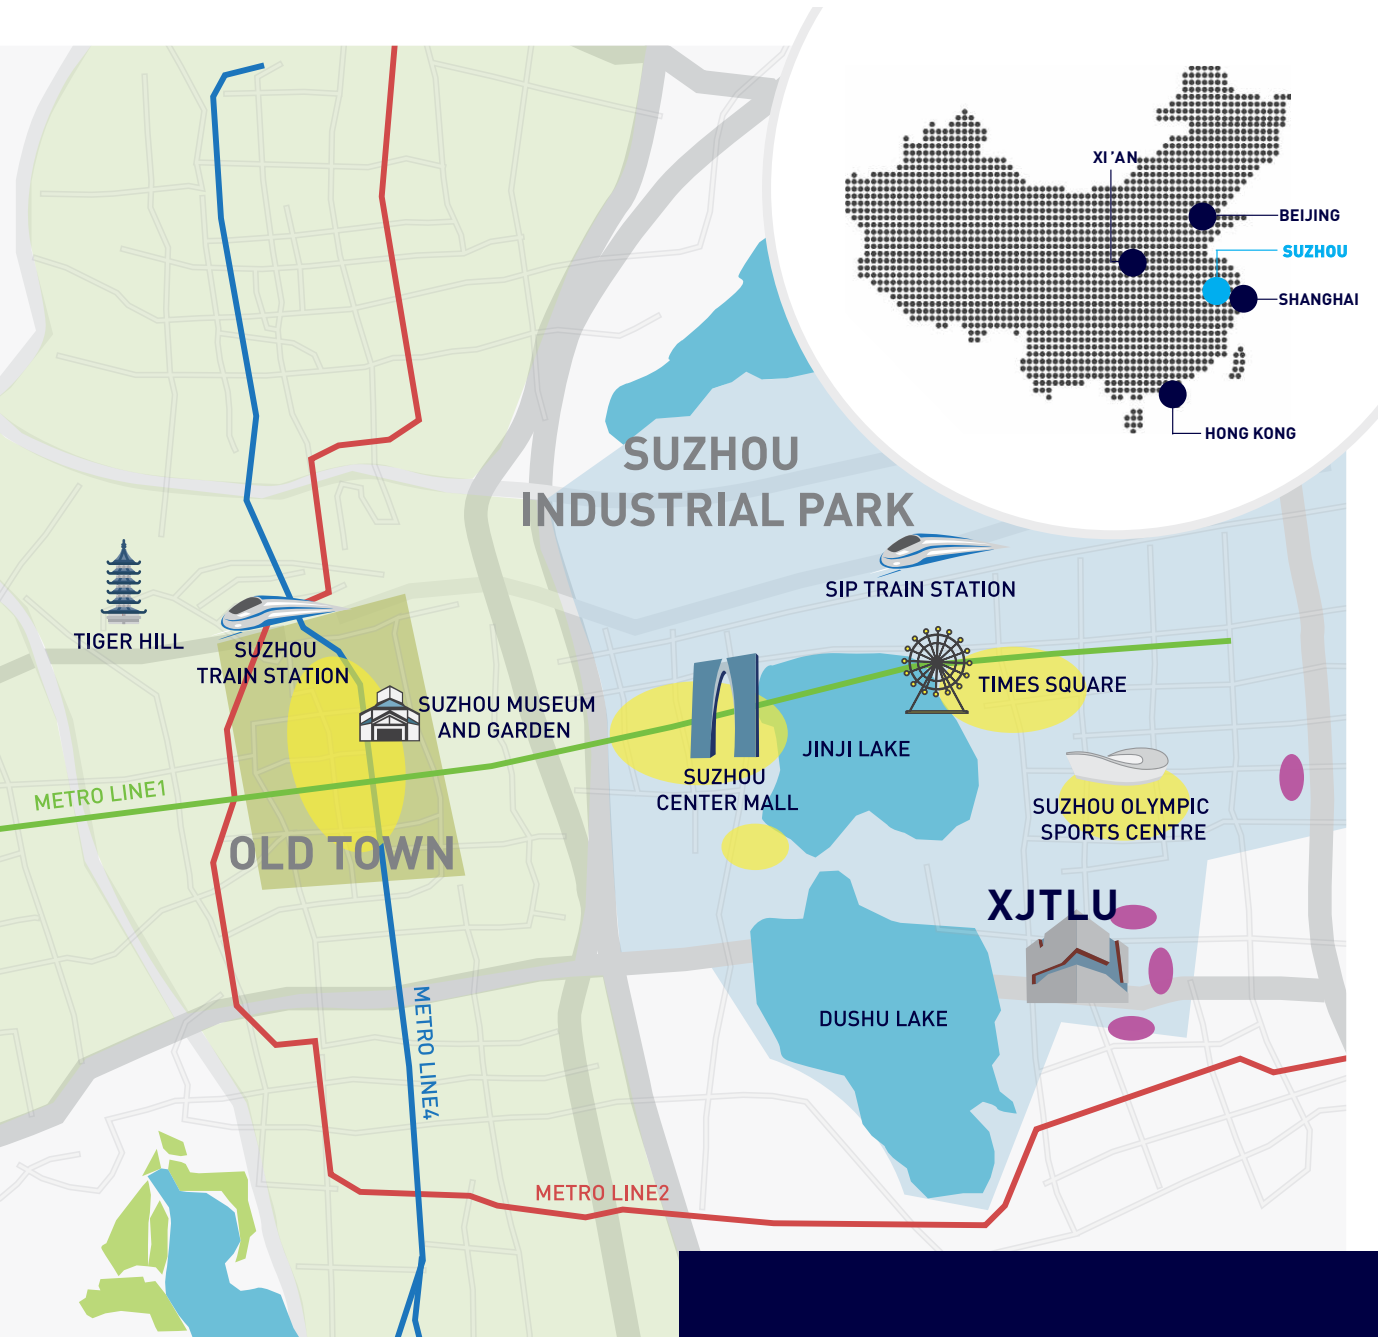 XI'AN
BEIJING
SUZHOU
SHANGHAI
HONG KONG
SUZHOU
INDUSTRIAL PARK
SIP TRAIN STATION
TIGER HILL
SUZHOU
TRAIN STATION
SUZHOU MUSEUM
AND GARDEN
TIMES SQUARE
JINJI LAKE
SUZHOU
CENTER MALL
METRO LINE1
SUZHOU OLYMPIC
SPORTS CENTRE
OLD TOWN
XJTLU
DUSHU LAKE
METRO LINE4
METRO LINE2